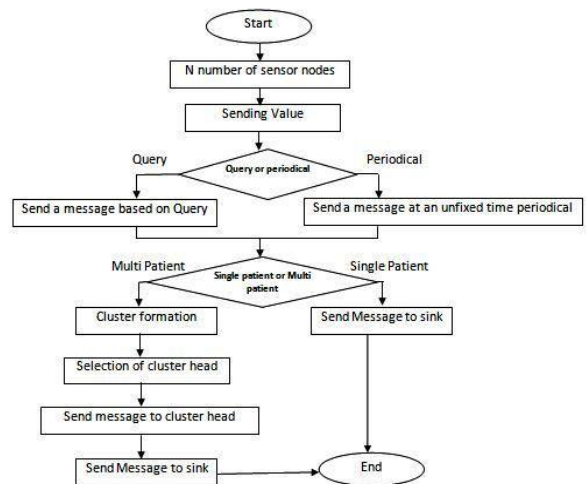 Start
N number of sensor nodes
Sending Value
Query
Query or periodical
Periodical
Send a message based on Query
Send a message at an unfixed time periodical
Multi Patient
Single patient or Multi
patient
Single Patient
Cluster formation
Send Message to sink
Selection of cluster head
Send message to cluster head
Send Message to sink
End